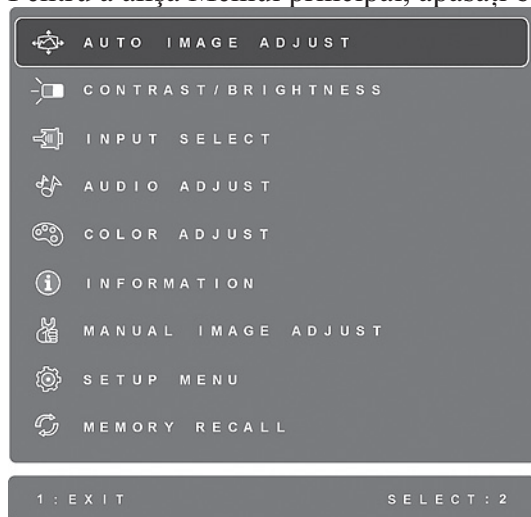 AUTO IMAGE ADJUST
CONTRAST/BRIGHTNESS
INPUT SELECT
AUDIO ADJUST
COLOR ADJUST
INFORMATION
MANUAL IMAGE ADJUST
SETUP MENU
MEMORY RECALL
1:EXIT SELECT:2